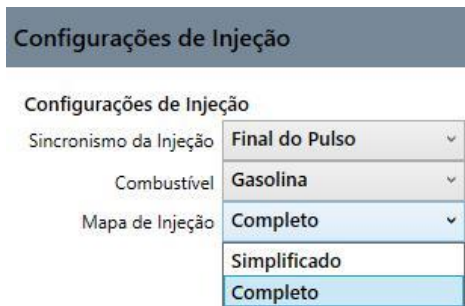 Configurações de Injeção
Configurações de Injeção
Sincronismo da Injeção Final do Pulso
Combustível Gasolina
Mapa de Injeção Completo
Simplificado
Completo